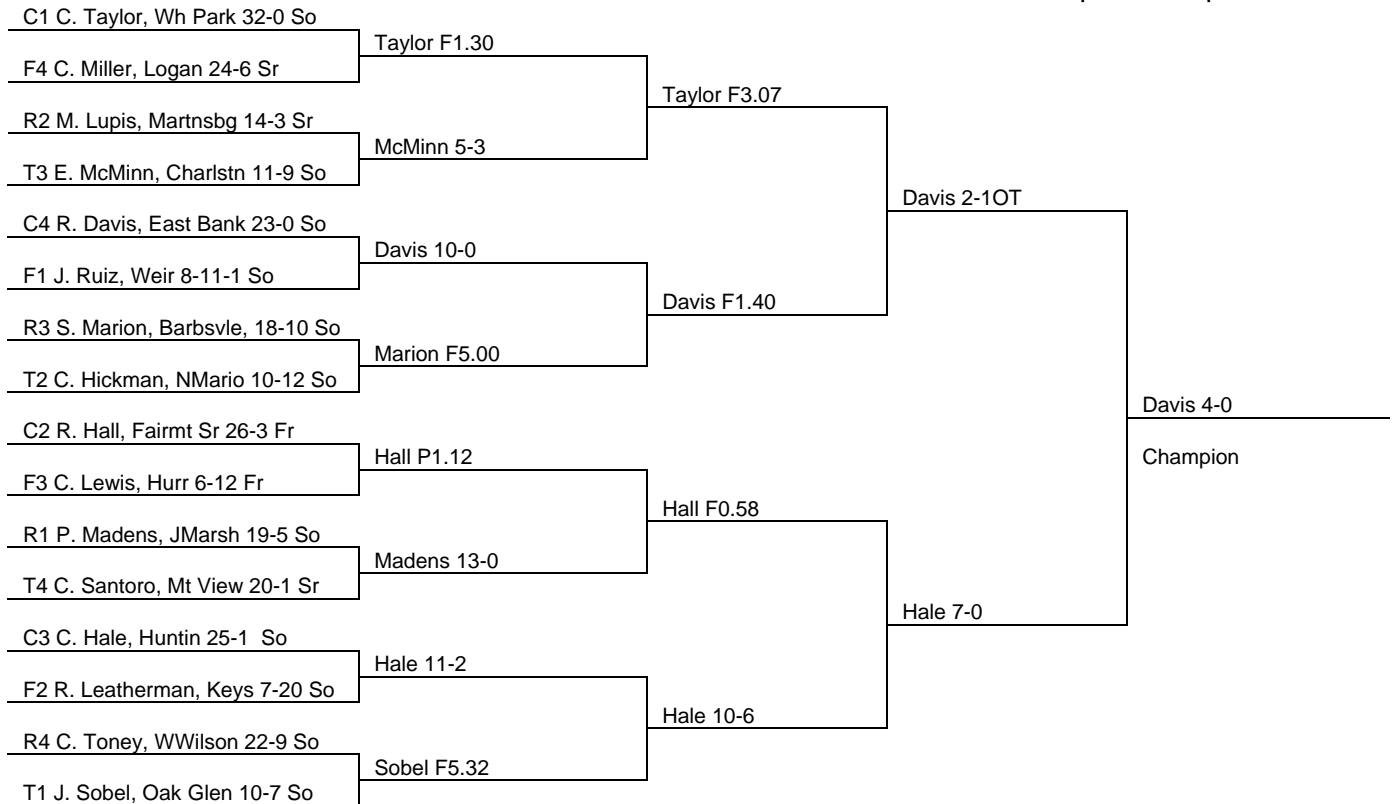 C1 C. Taylor, Wh Park 32-0 So
Taylor F1.30
F4 C. Miller, Logan 24-6 Sr
Taylor F3.07
R2 M. Lupis, Martnsbg 14-3 Sr
McMinn 5-3
T3 E. McMinn, Charlstn 11-9 So
Davis 2-1OT
C4 R. Davis, East Bank 23-0 So
Davis 10-0
F1 J. Ruiz, Weir 8-11-1 So
Davis F1.40
R3 S. Marion, Barbsvle, 18-10 So
Marion F5.00
T2 C. Hickman, NMario 10-12 So
Davis 4-0
C2 R. Hall, Fairmt Sr 26-3 Fr
Hall P1.12
Champion
F3 C. Lewis, Hurr 6-12 Fr
Hall F0.58
R1 P. Madens, JMarsh 19-5 So
Madens 13-0
T4 C. Santoro, Mt View 20-1 Sr
Hale 7-0
C3 C. Hale, Huntin 25-1  So
Hale 11-2
F2 R. Leatherman, Keys 7-20 So
Hale 10-6
R4 C. Toney, WWilson 22-9 So
Sobel F5.32
T1 J. Sobel, Oak Glen 10-7 So